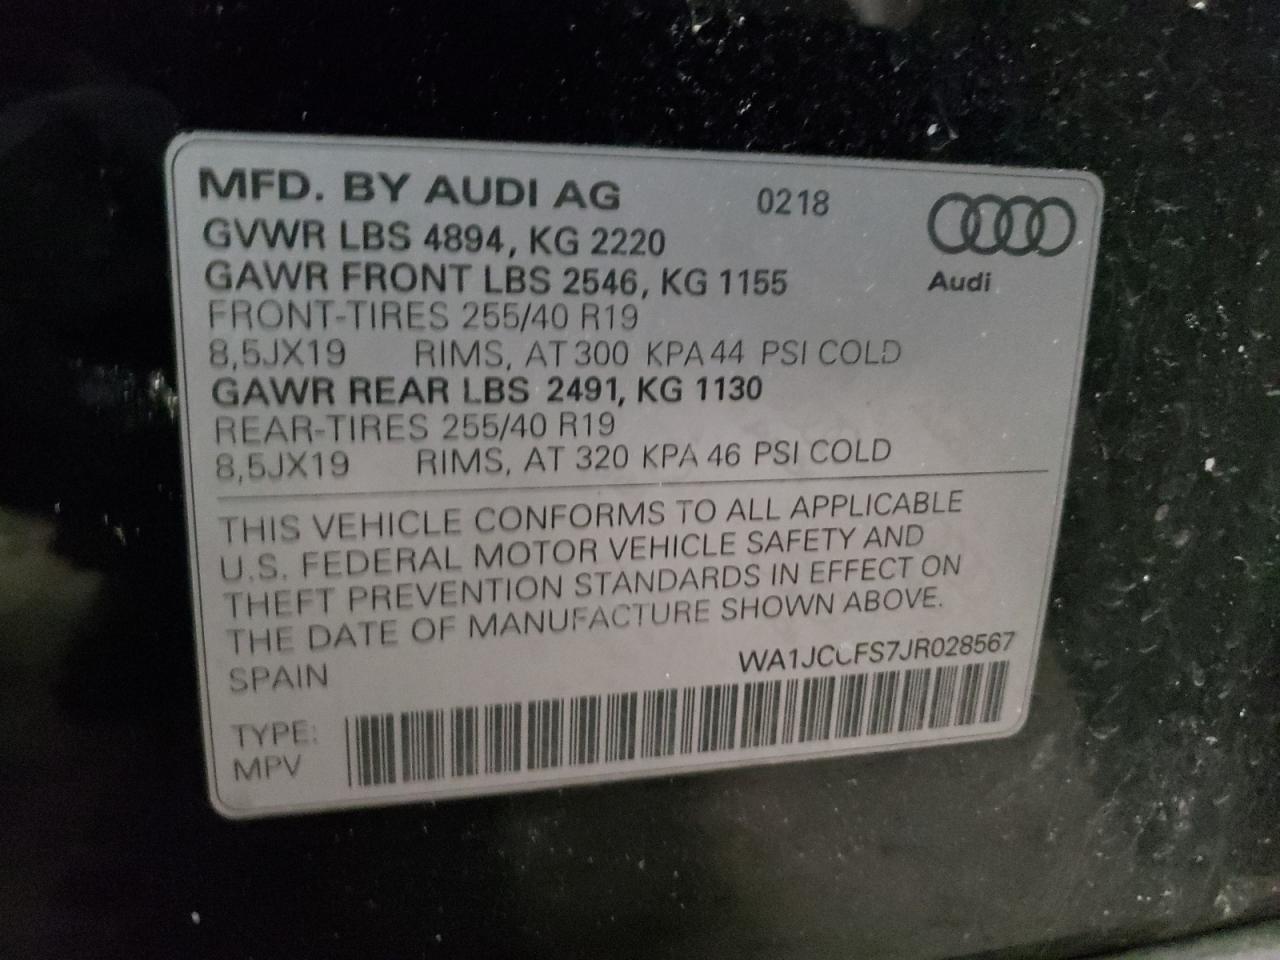 MFD. BY AUDI AG 0218
GVWR LBS 4894, KG 2220
GAWR FRONT LBS 2546, KG 1155
Audi
FRONT-TIRES 255/40 R19
8,5JX19 RIMS, AT 300 KPA 44 PSI COLD
GAWR REAR LBS 2491, KG 1130
REAR-TIRES 255/40 R19
8,5JX19 RIMS, AT 320 KPA 46 PSI COLD
THIS VEHICLE CONFORMS TO ALL APPLICABLE
U.S. FEDERAL MOTOR VEHICLE SAFETY AND
THEFT PREVENTION STANDARDS IN EFFECT ON
THE DATE OF MANUFACTURE SHOWN ABOVE.
WA1JCCFS7JR028567
SPAIN
TYPE:
MPV